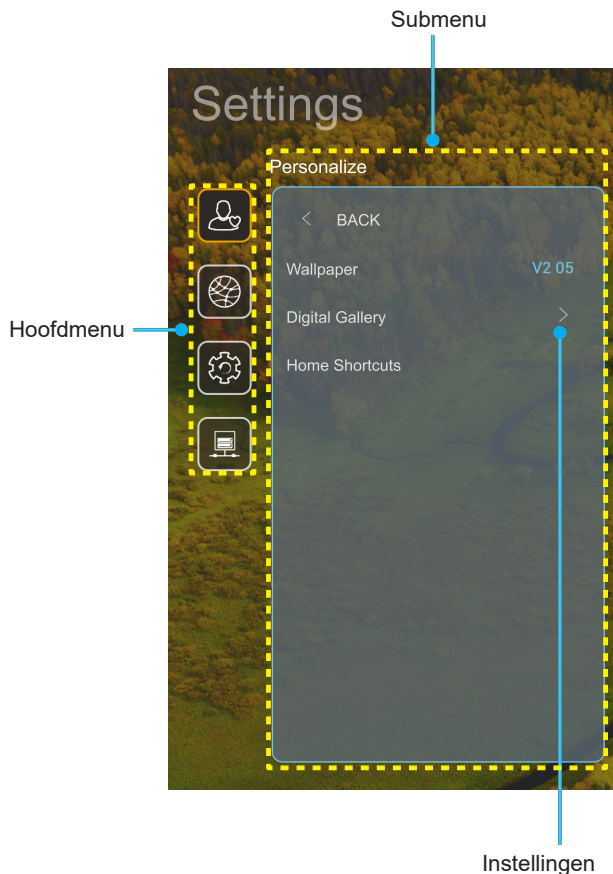 Submenu
Settings
Personalize
BACK
Wallpaper V2 05
Digital Gallery
Hoofdmenu
Home Shortcuts
Instellingen